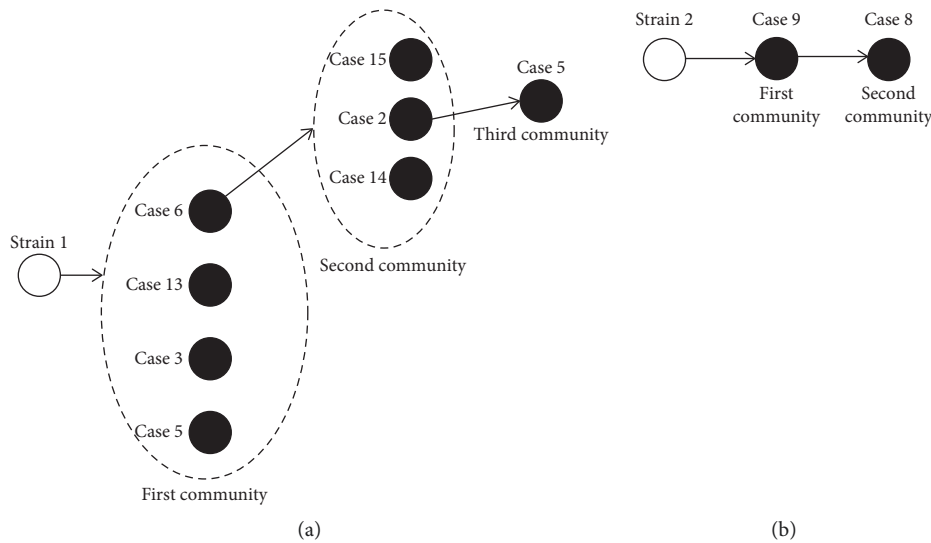 Case 15
Case 2
Case 14
Second community
Case 5
Third community
Strain 1
Case 6
Case 13
Case 3
Case 5
First community
(a)
Strain 2
Case 9
First
community
Case 8
Second
community
(b)